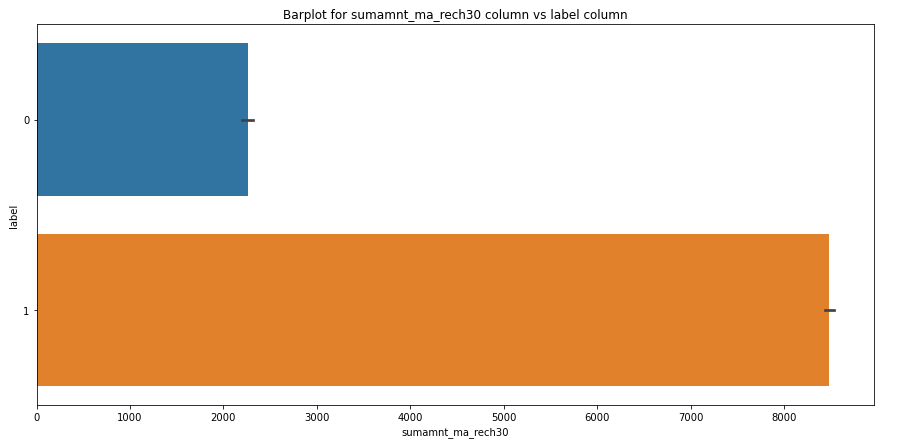 Barplot for sumamnt_ma_rech30 column vs label column
0
label
1
0 1000 2000 3000 4000 5000 6000 7000 8000
sumamnt_ma_rech30